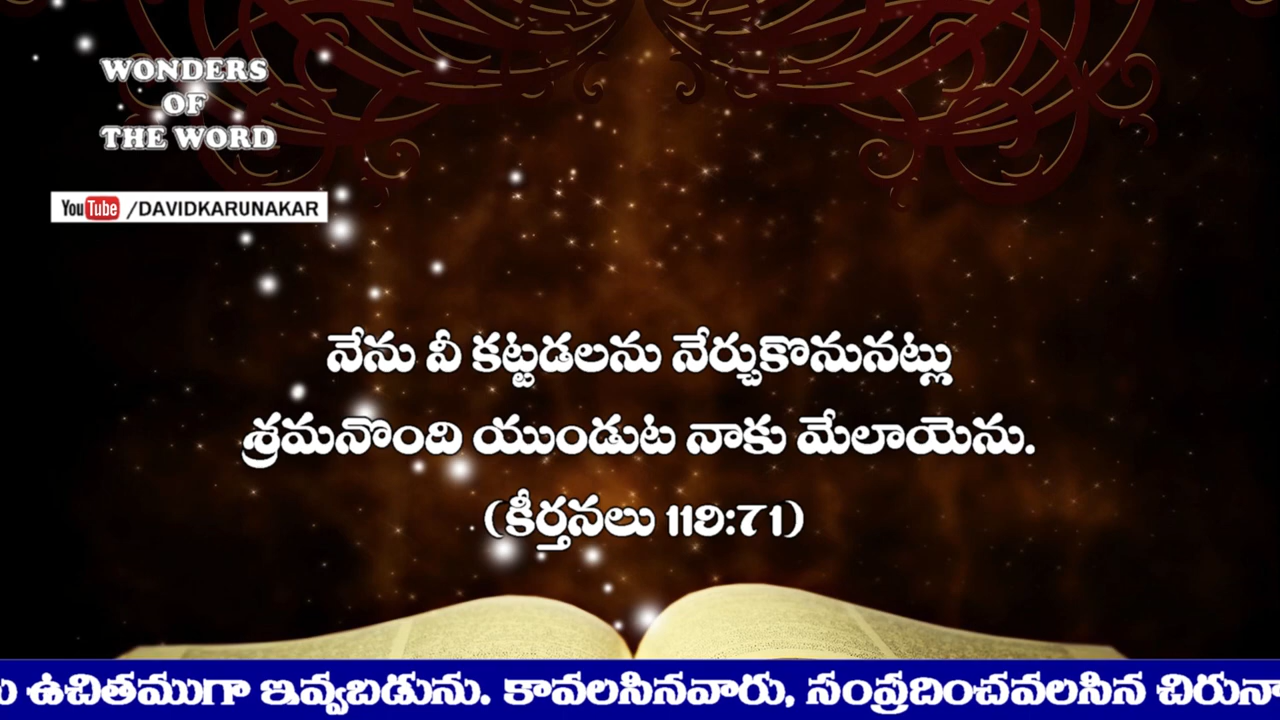 WONDERS
OF
THE WORD
YouTube /DAVIDKARUNAKAR
నేను నీ కట్టడలను నేర్చుకొనునట్లు
శ్రమనొంది యుండుట నాకు మేలాయెను.
(కీర్తనలు 119:71)
ఉచితముగా ఇవ్వబడును. కావలసినవారు, సంప్రదించవలసిన